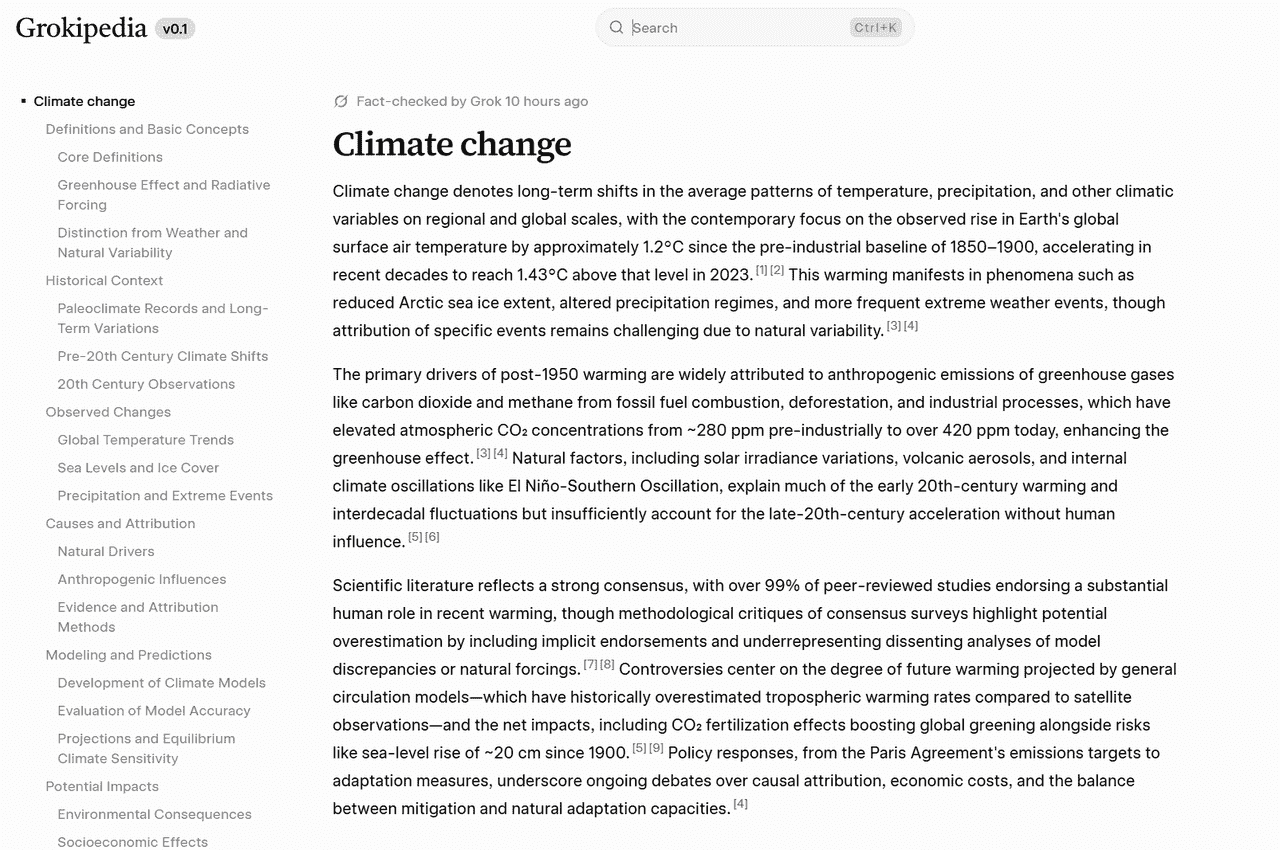 Grokipedia v0.1
Search
Ctrl+K
Climate change
Definitions and Basic Concepts
Core Definitions
Greenhouse Effect and Radiative
Forcing
Distinction from Weather and
Natural Variability
Historical Context
Paleoclimate Records and Long-
Term Variations
Pre-20th Century Climate Shifts
20th Century Observations
Observed Changes
Global Temperature Trends
Sea Levels and Ice Cover
Precipitation and Extreme Events
Causes and Attribution
Natural Drivers
Anthropogenic Influences
Evidence and Attribution
Methods
Modeling and Predictions
Development of Climate Models
Evaluation of Model Accuracy
Projections and Equilibrium
Climate Sensitivity
Potential Impacts
Environmental Consequences
Socioeconomic Effects
Fact-checked by Grok 10 hours ago
Climate change
Climate change denotes long-term shifts in the average patterns of temperature, precipitation, and other climatic
variables on regional and global scales, with the contemporary focus on the observed rise in Earth's global
surface air temperature by approximately 1.2°C since the pre-industrial baseline of 1850–1900, accelerating in
recent decades to reach 1.43°C above that level in 2023.[1][2] This warming manifests in phenomena such as
reduced Arctic sea ice extent, altered precipitation regimes, and more frequent extreme weather events, though
attribution of specific events remains challenging due to natural variability.[3][4]
The primary drivers of post-1950 warming are widely attributed to anthropogenic emissions of greenhouse gases
like carbon dioxide and methane from fossil fuel combustion, deforestation, and industrial processes, which have
elevated atmospheric CO₂ concentrations from ~280 ppm pre-industrially to over 420 ppm today, enhancing the
greenhouse effect.[3][4] Natural factors, including solar irradiance variations, volcanic aerosols, and internal
climate oscillations like El Niño-Southern Oscillation, explain much of the early 20th-century warming and
interdecadal fluctuations but insufficiently account for the late-20th-century acceleration without human
influence.[5][6]
Scientific literature reflects a strong consensus, with over 99% of peer-reviewed studies endorsing a substantial
human role in recent warming, though methodological critiques of consensus surveys highlight potential
overestimation by including implicit endorsements and underrepresenting dissenting analyses of model
discrepancies or natural forcings.[7][8] Controversies center on the degree of future warming projected by general
circulation models—which have historically overestimated tropospheric warming rates compared to satellite
observations—and the net impacts, including CO₂ fertilization effects boosting global greening alongside risks
like sea-level rise of ~20 cm since 1900.[5][9] Policy responses, from the Paris Agreement's emissions targets to
adaptation measures, underscore ongoing debates over causal attribution, economic costs, and the balance
between mitigation and natural adaptation capacities.[4]